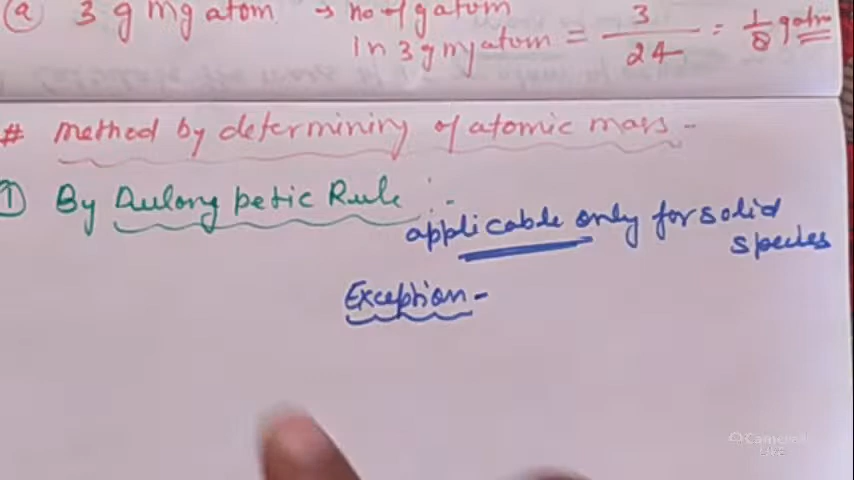 (a) 3 g mg atom → no of g atom
in 3 g mg atom = 3/24 = 1/8 gatm
# Method by determining of atomic mass -
① By Dulong petic Rule :-
applicable only for solid
species
Exception -